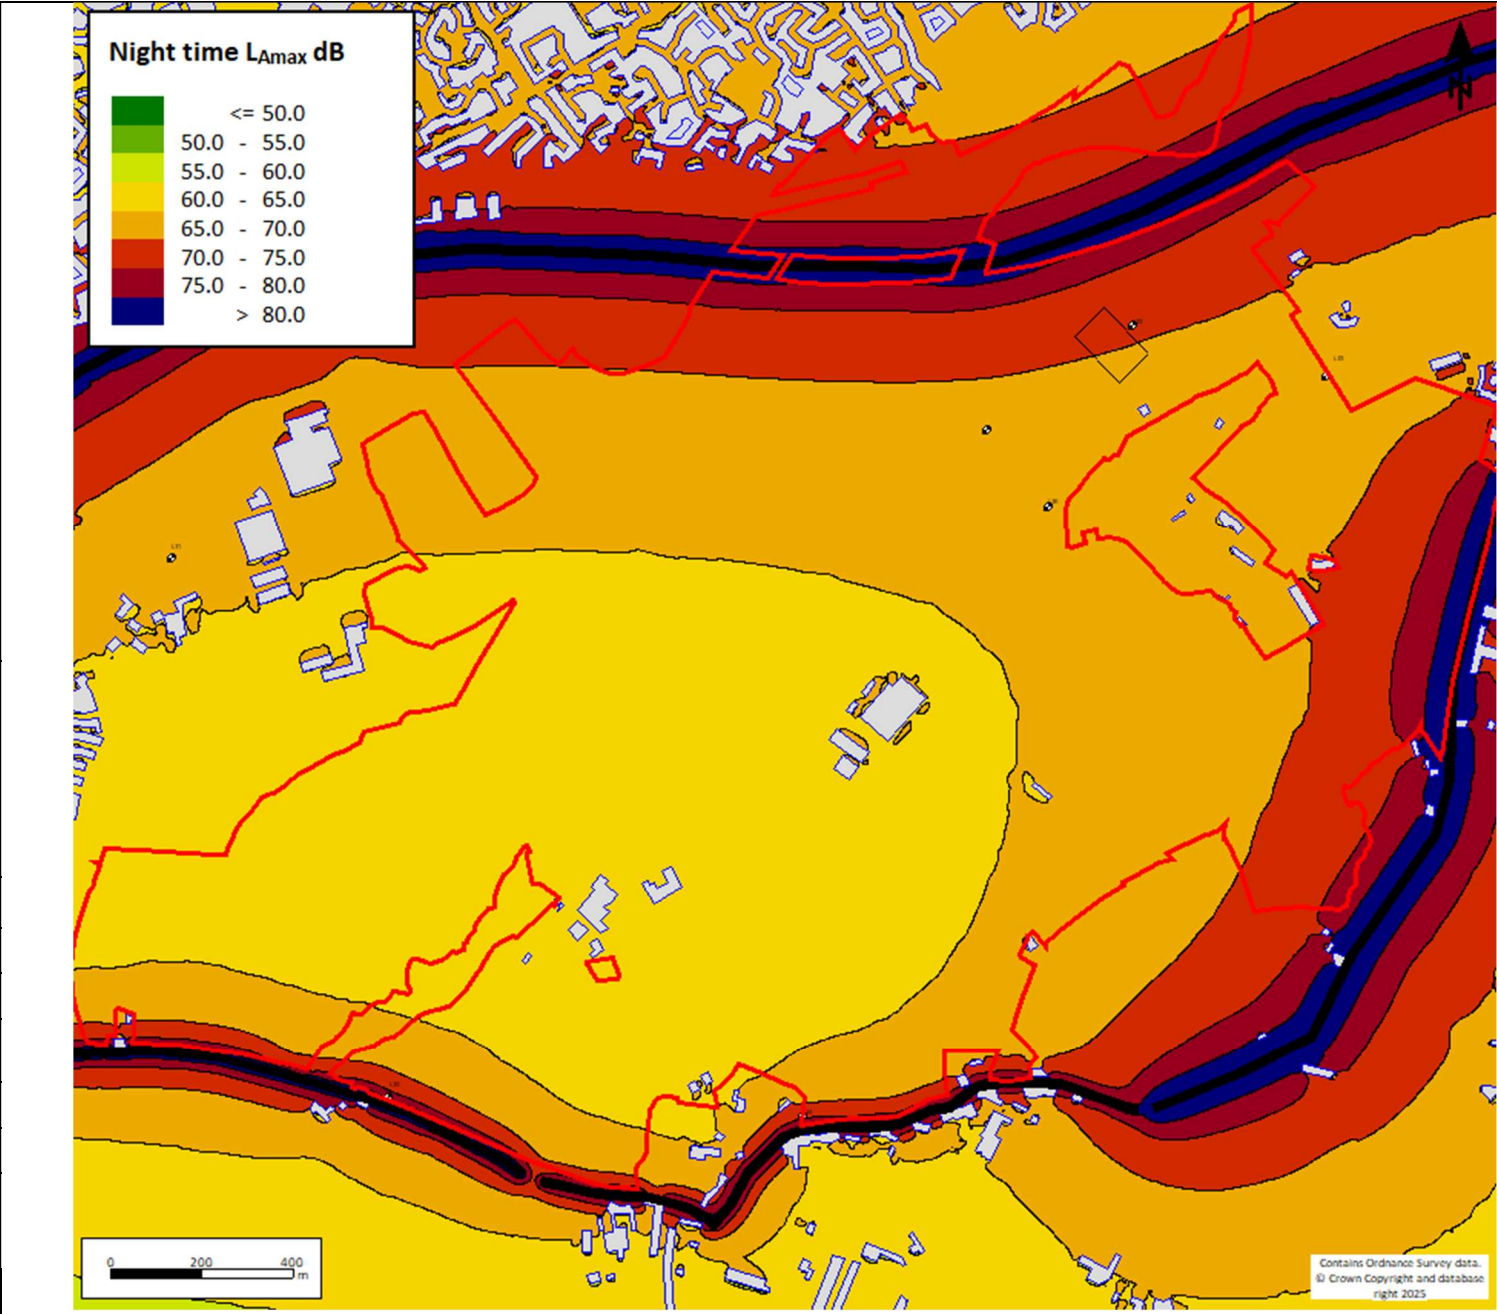 Night time LAmax dB
<= 50.0
50.0 - 55.0
55.0 - 60.0
60.0 - 65.0
65.0 - 70.0
70.0 - 75.0
75.0 - 80.0
> 80.0
N
0 200 400
m
Contains Ordnance Survey data.
© Crown Copyright and database
right 2025